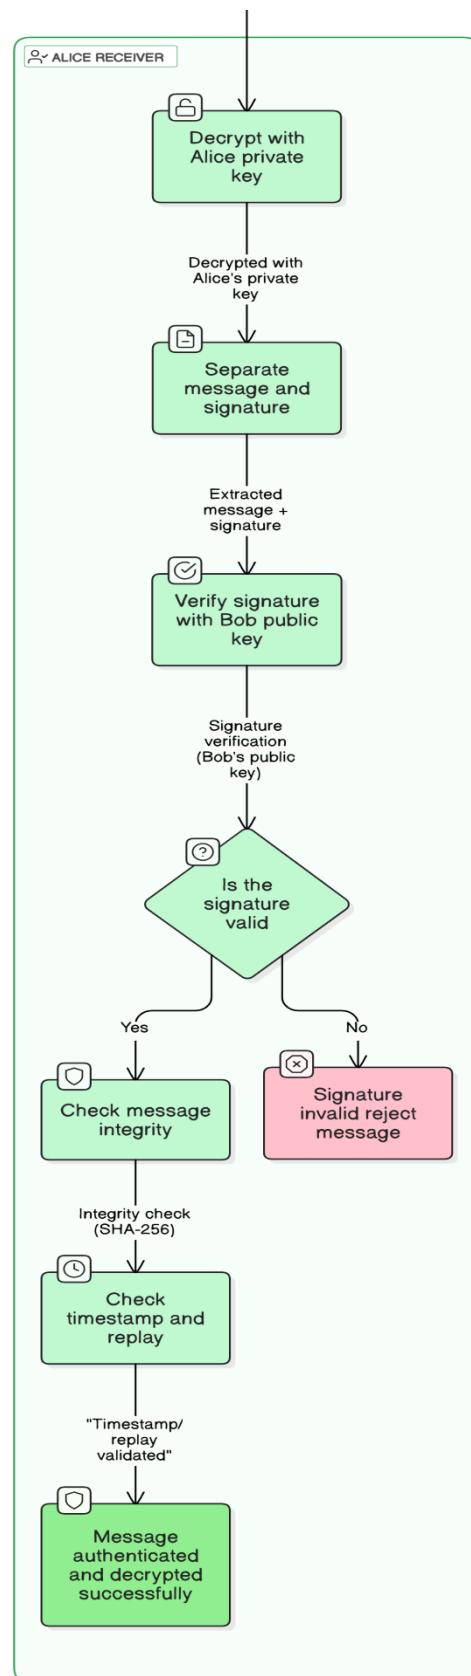 ALICE RECEIVER
Decrypt with
Alice private
key
Decrypted with
Alice's private
key
Separate
message and
signature
Extracted
message +
signature
Verify signature
with Bob public
key
Signature
verification
(Bob's public
key)
Is the
signature
valid
Yes
No
Check message
integrity
Signature
invalid reject
message
Integrity check
(SHA-256)
Check
timestamp and
replay
"Timestamp/
replay
validated"
Message
authenticated
and decrypted
successfully